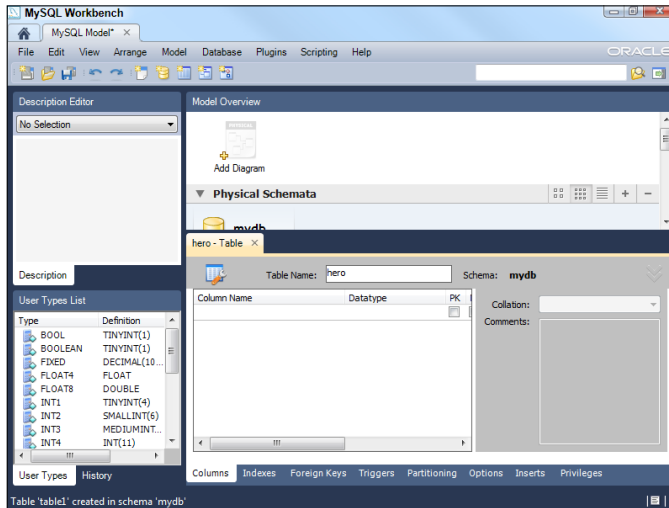 MySQL Workbench
MySQL Model* ×
File Edit View Arrange Model Database Plugins Scripting Help
ORACLE
Description Editor
No Selection
Description
User Types List
Type Definition
BOOL TINYINT(1)
BOOLEAN TINYINT(1)
FIXED DECIMAL(10...
FLOAT4 FLOAT
FLOAT8 DOUBLE
INT1 TINYINT(4)
INT2 SMALLINT(6)
INT3 MEDIUMINT...
INT4 INT(11)
User Types History
Model Overview
Add Diagram
Physical Schemata
mydb
hero - Table ×
Table Name: hero Schema: mydb
Column Name Datatype PK
Collation:
Comments:
Columns Indexes Foreign Keys Triggers Partitioning Options Inserts Privileges
Table 'table1' created in schema 'mydb'